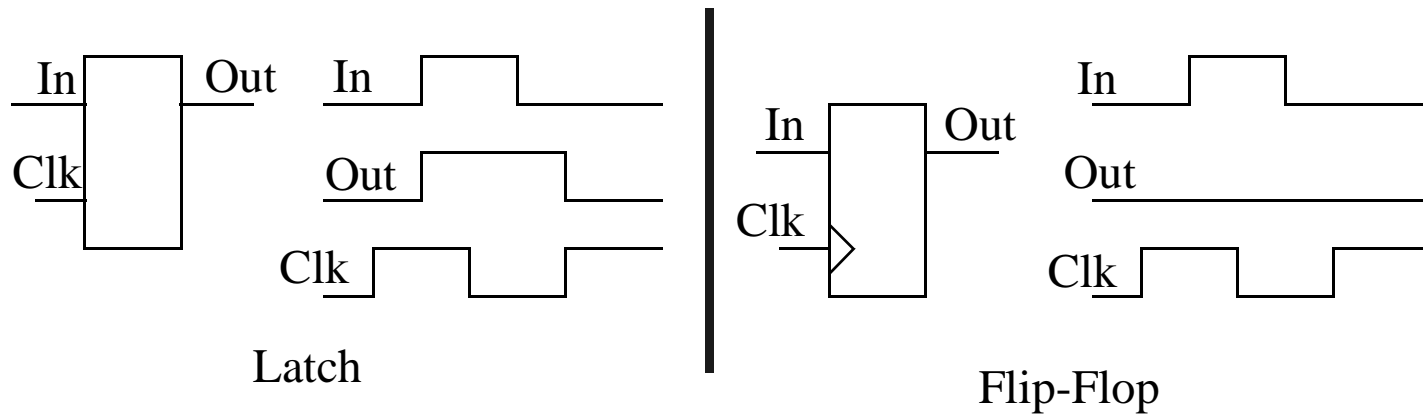 In
Out
Clk
In
Out
Clk
Latch
In
Out
Clk
In
Out
Clk
Flip-Flop